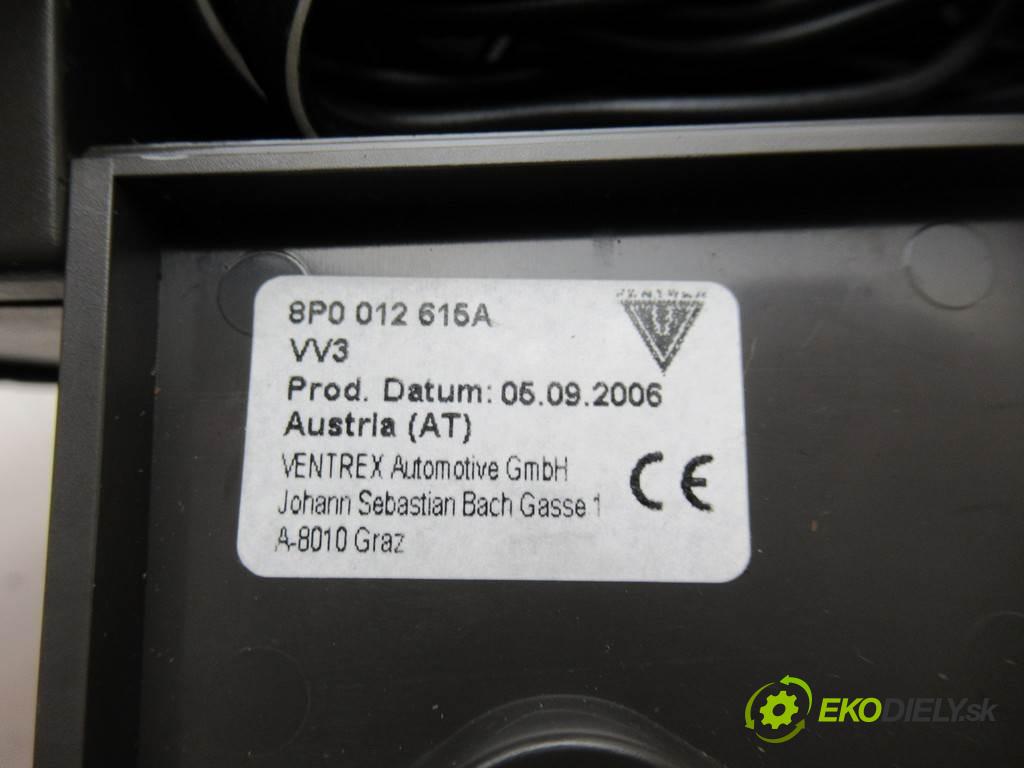 8P0 012 615A
VENTREX
VV3
Prod. Datum: 05.09.2006
Austria (AT)
VENTREX Automotive GmbH
CE
Johann Sebastian Bach Gasse 1
A-8010 Graz
EKODIELY.sk